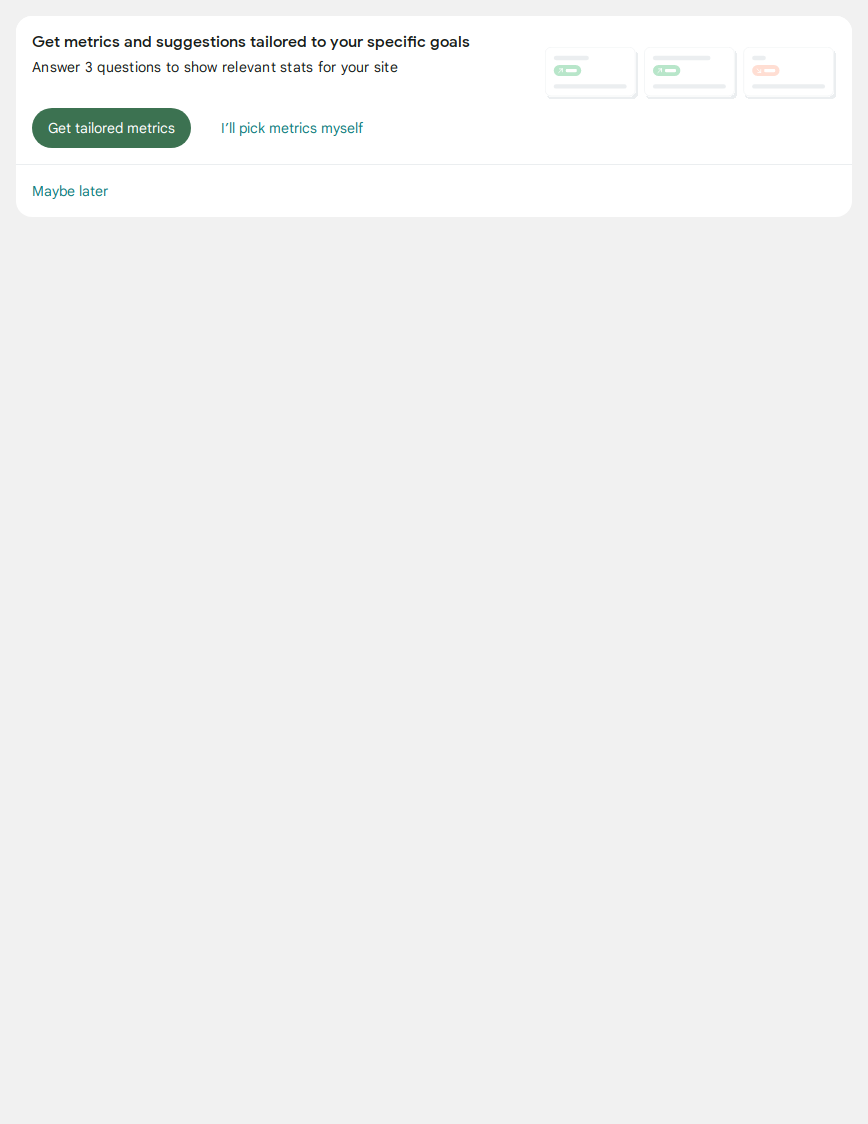 Get metrics and suggestions tailored to your specific goals
Answer 3 questions to show relevant stats for your site
Get tailored metrics
I’ll pick metrics myself
Maybe later